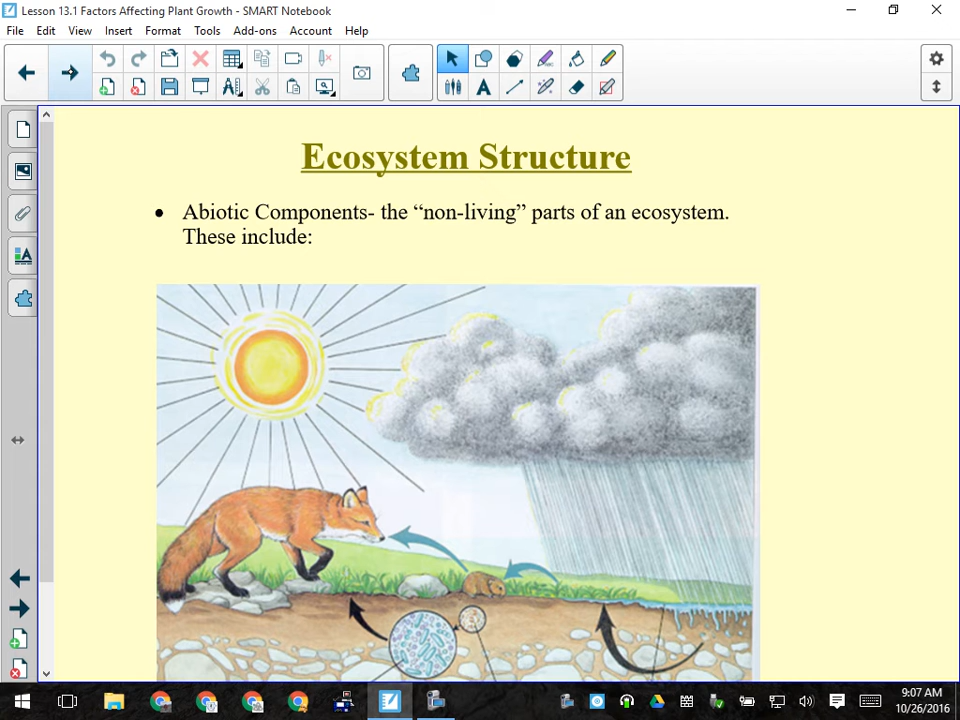 Lesson 13.1 Factors Affecting Plant Growth - SMART Notebook
File Edit View Insert Format Tools Add-ons Account Help
Ecosystem Structure
• Abiotic Components- the “non-living” parts of an ecosystem.
These include:
9:07 AM
10/26/2016